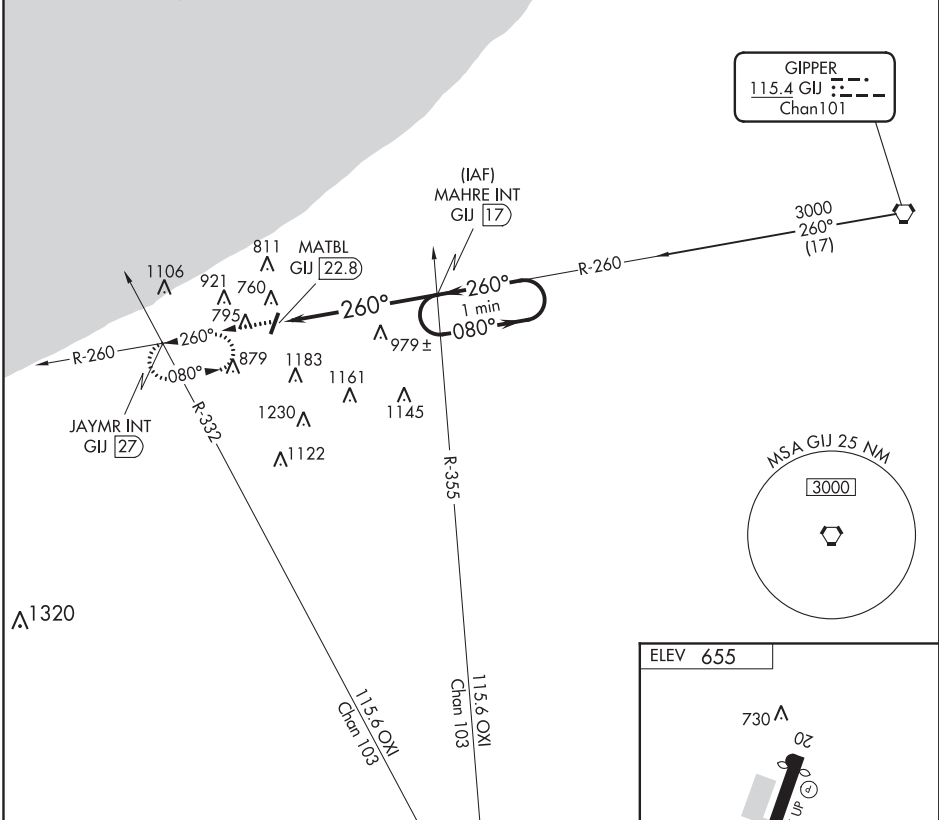 GIPPER
115.4 GIJ
Chan101
(IAF)
MAHRE INT
GIJ 17
3000
260°
(17)
R-260
811
MATBL
GIJ 22.8
1106
921
760
795
260°
260°
1 min
080°
979 ±
R-260
260°
080°
879
1183
1161
1145
1230
1122
JAYMR INT
GIJ 27
R-332
R-355
MSA GIJ 25 NM
3000
1320
115.6 OXI
Chan 103
115.6 OXI
Chan 103
ELEV 655
730
20
P
UP